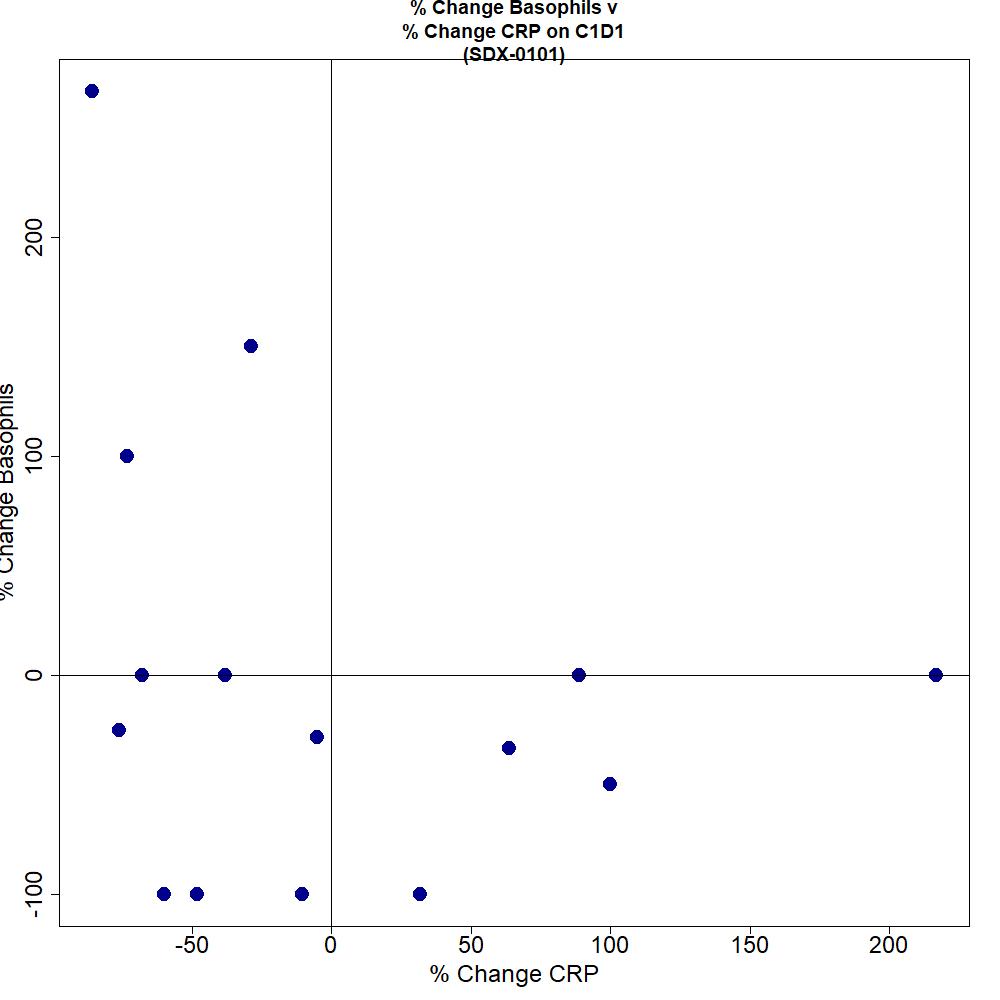 % Change Basophils v
% Change CRP on C1D1
(SDX-0101)
% Change Basophils
200
100
0
-100
-50
0
50
100
150
200
% Change CRP